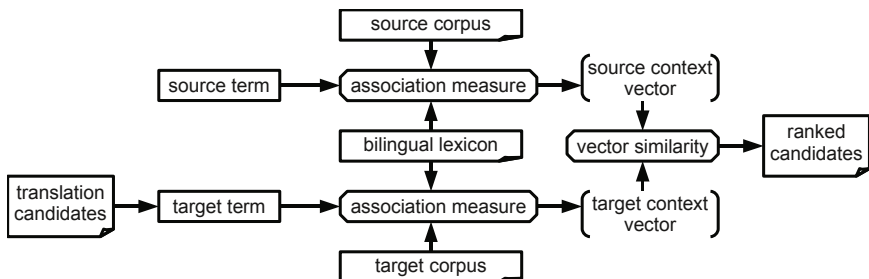 source corpus
source term
association measure
source context
vector
bilingual lexicon
vector similarity
ranked
candidates
translation
candidates
target term
association measure
target context
vector
target corpus